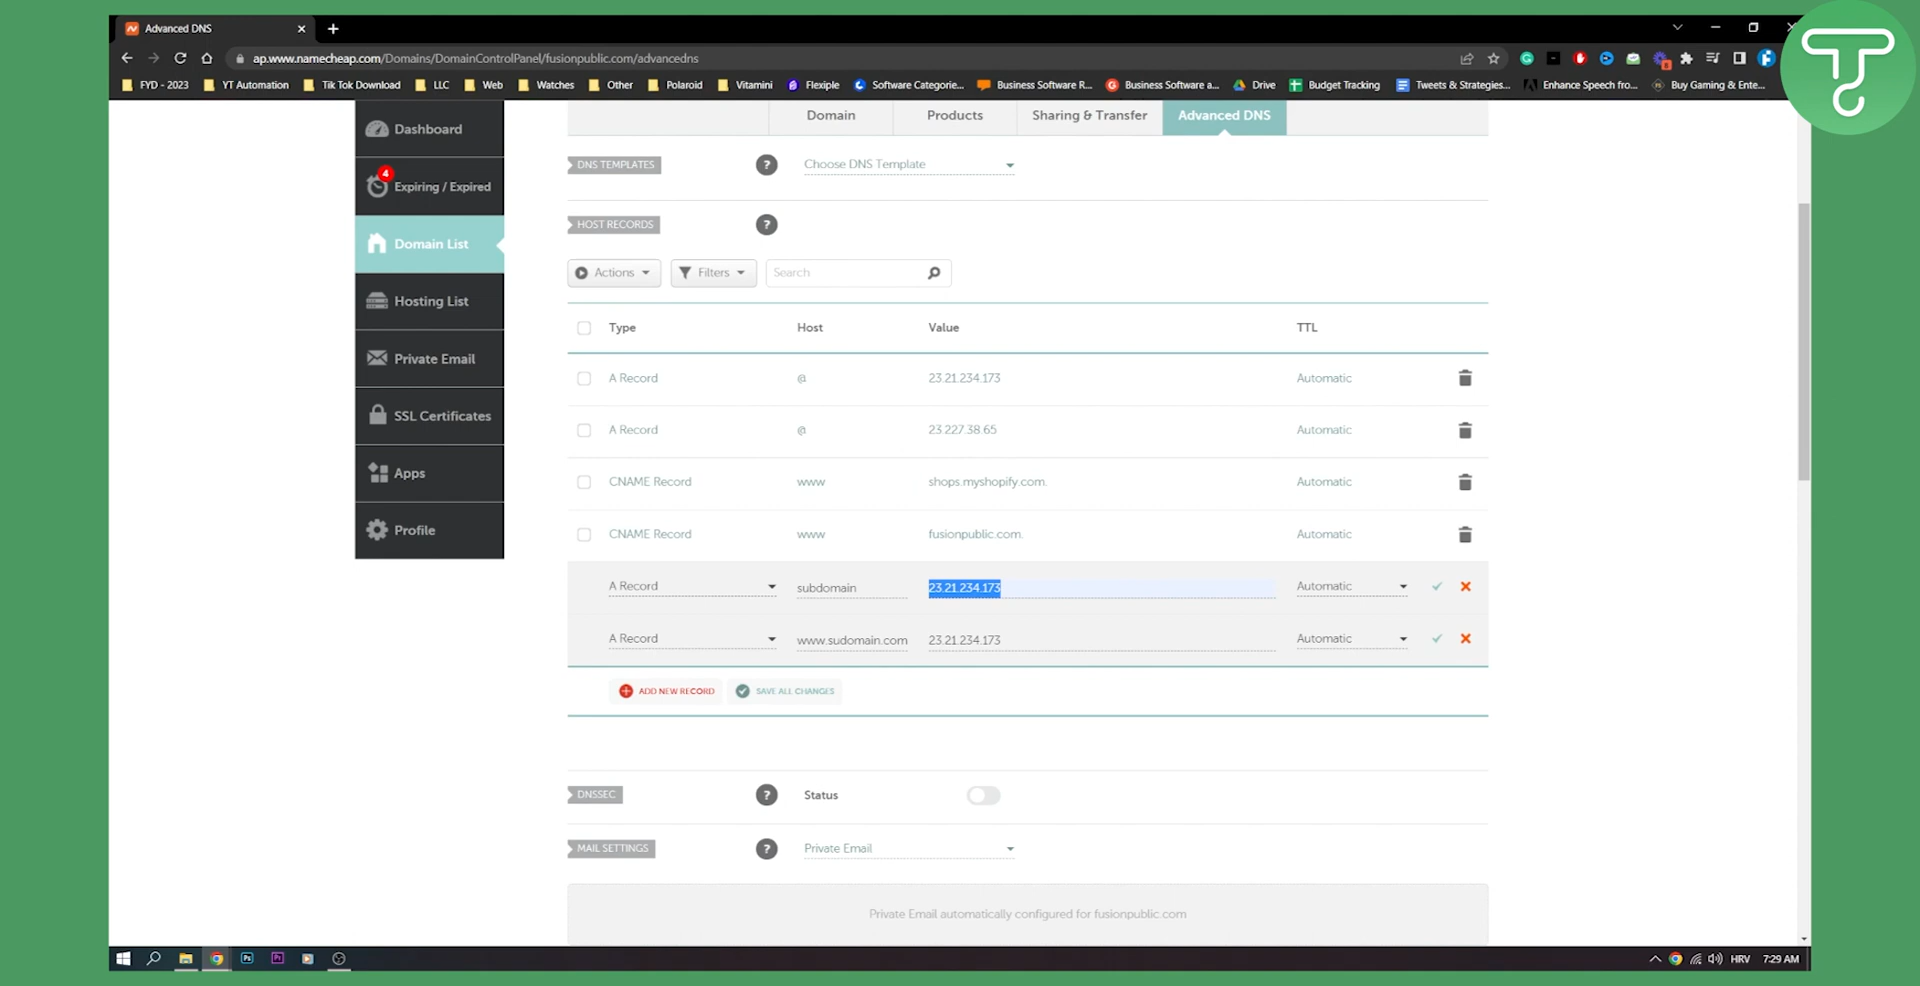 Advanced DNS
ap.www.namecheap.com/Domains/DomainControlPanel/fusionpublic.com/advancedns
FYD - 2023 YT Automation Tik Tok Download LLC Web Watches Other Polaroid Vitamini Flexiple Software Categorie... Business Software R... Business Software a... Drive Budget Tracking Tweets & Strategies... Enhance Speech fro... Buy Gaming & Ente...
Dashboard
4
Expiring / Expired
Domain List
Hosting List
Private Email
SSL Certificates
Apps
Profile
Domain Products Sharing & Transfer Advanced DNS
DNS TEMPLATES ? Choose DNS Template
HOST RECORDS ?
Actions Filters Search
Type Host Value TTL
A Record @ 23.21.234.173 Automatic
A Record @ 23.227.38.65 Automatic
CNAME Record www shops.myshopify.com. Automatic
CNAME Record www fusionpublic.com. Automatic
A Record subdomain 23.21.234.173 Automatic
A Record www.sudomain.com 23.21.234.173 Automatic
ADD NEW RECORD SAVE ALL CHANGES
DNSSEC ? Status
MAIL SETTINGS ? Private Email
Private Email automatically configured for fusionpublic.com
Ps Pr HRV 7:29 AM